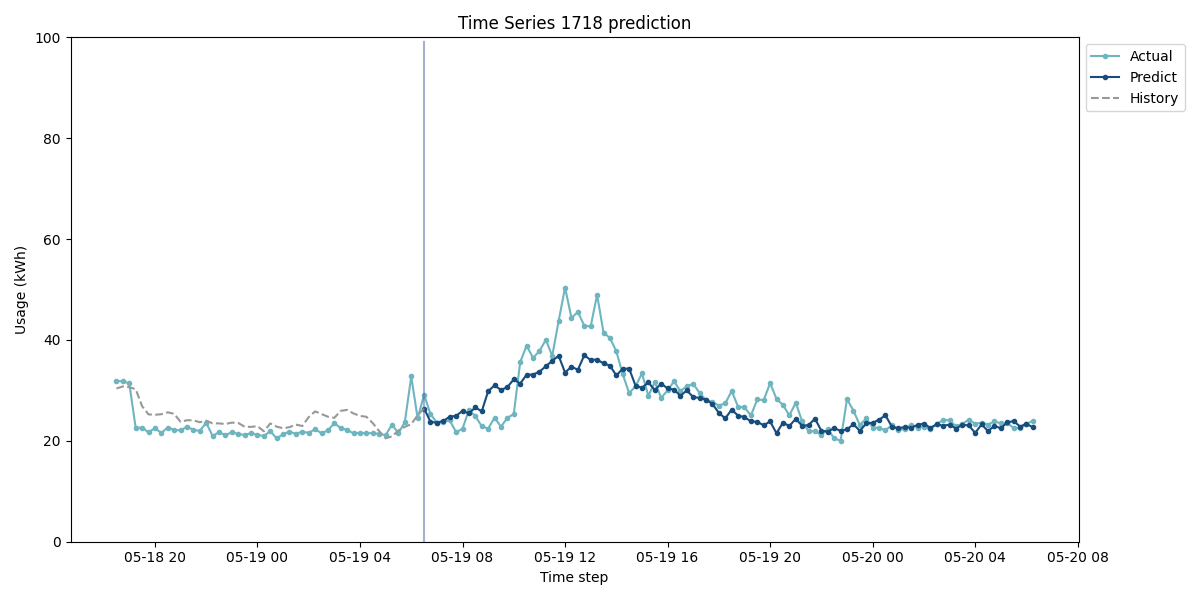 Time Series 1718 prediction
100
80
60
40
20
0
Usage (kWh)
05-18 20 05-19 00 05-19 04 05-19 08 05-19 12 05-19 16 05-19 20 05-20 00 05-20 04 05-20 08
Time step
Actual
Predict
History